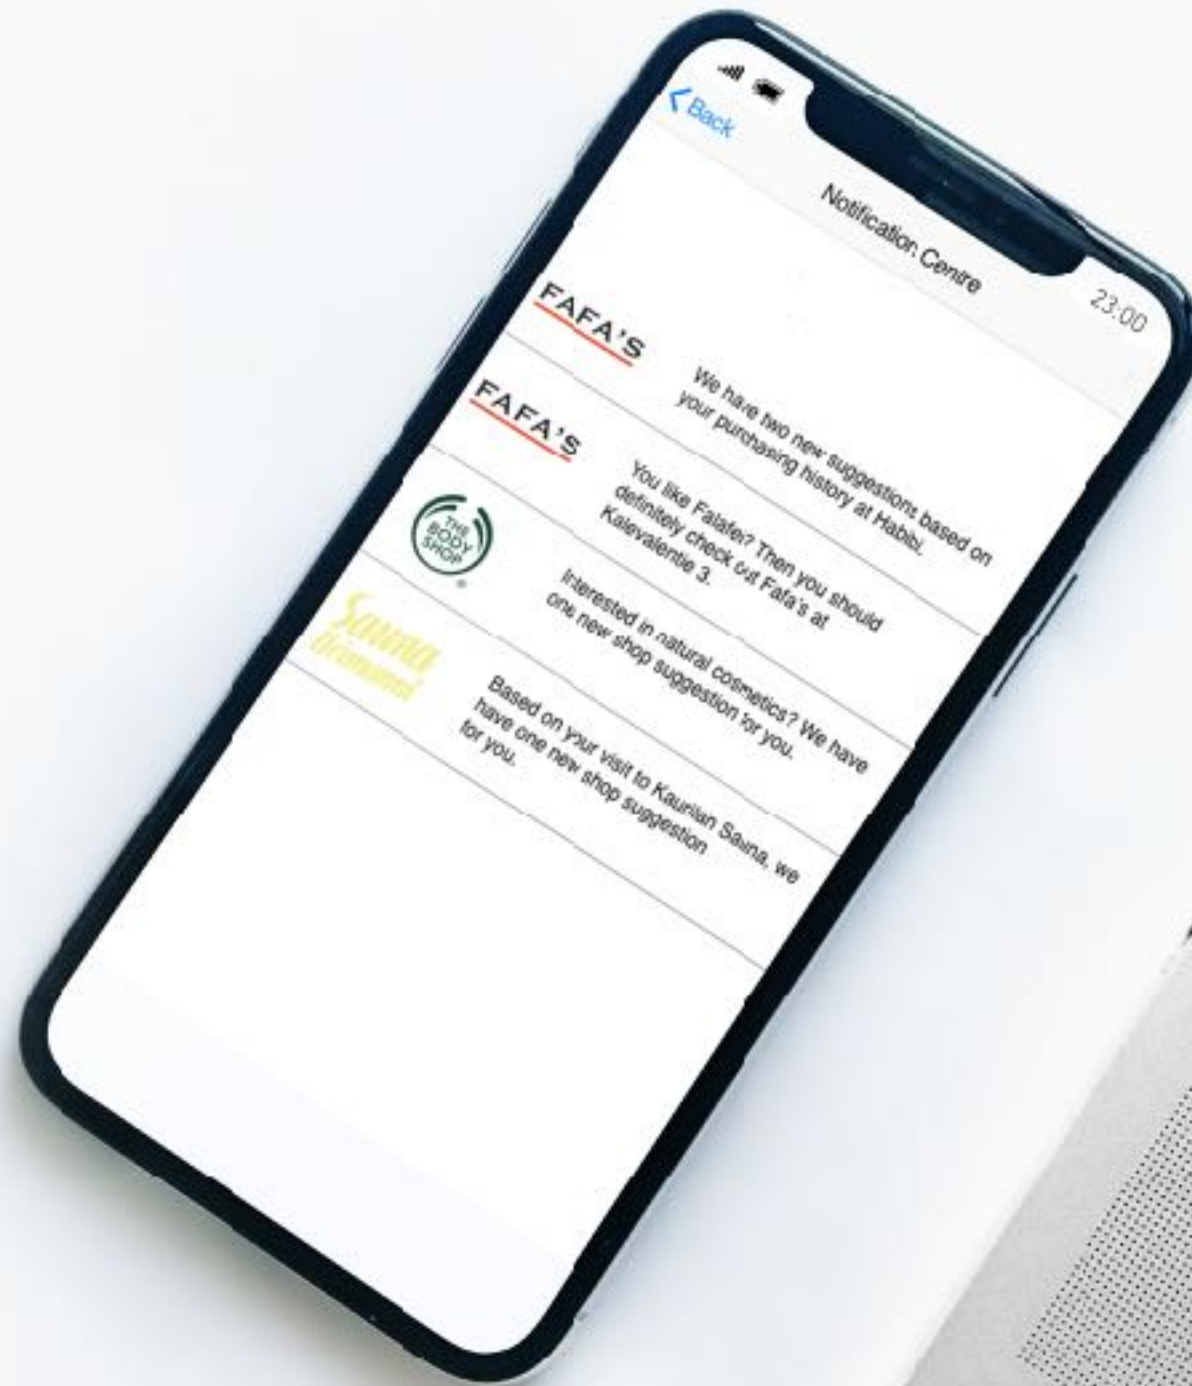 Back
Notification Centre
23:00
FAFA'S
We have two new suggestions based on
your purchasing history at Habibi.
FAFA'S
You like Falafel? Then you should
definitely check out Fafa's at
Kalevalentie 3.
THE
BODY
SHOP
®
Interested in natural cosmetics? We have
one new shop suggestion for you.
Sauna
Hermanni
Based on your visit to Kaurilan Sauna, we
have one new shop suggestion
for you.